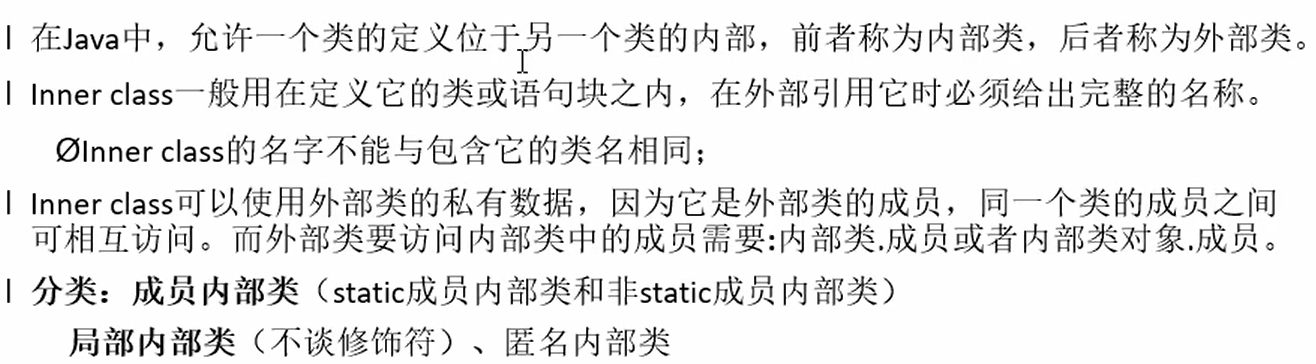 l 在Java中，允许一个类的定义位于另一个类的内部，前者称为内部类，后者称为外部类。
l Inner class一般用在定义它的类或语句块之内，在外部引用它时必须给出完整的名称。
ØInner class的名字不能与包含它的类名相同；
l Inner class可以使用外部类的私有数据，因为它是外部类的成员，同一个类的成员之间
可相互访问。而外部类要访问内部类中的成员需要:内部类.成员或者内部类对象.成员。
l 分类：成员内部类（static成员内部类和非static成员内部类）
局部内部类（不谈修饰符）、匿名内部类